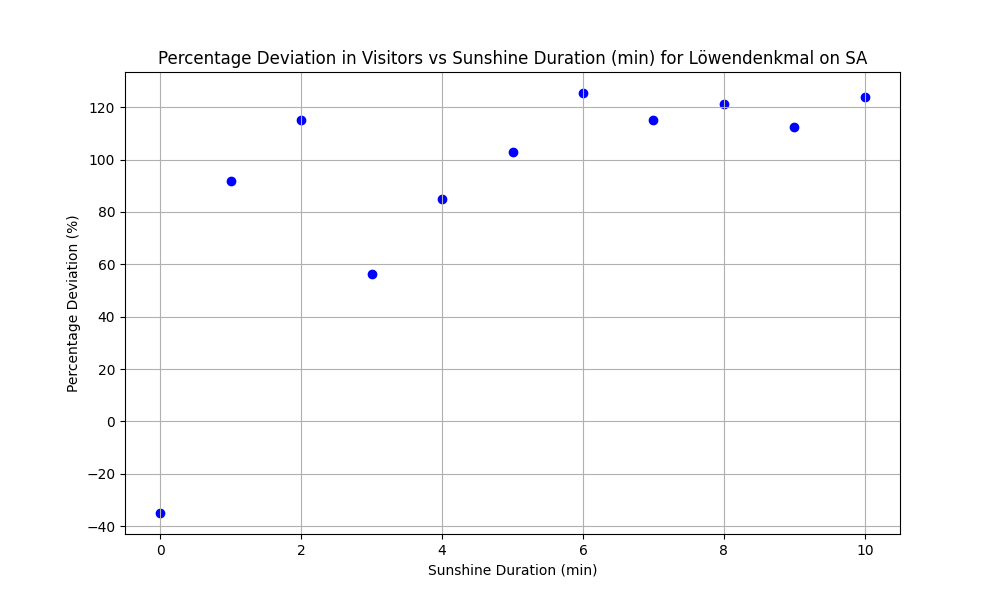 Percentage Deviation in Visitors vs Sunshine Duration (min) for Löwendenkmal on SA
120
100
80
60
40
20
0
−20
−40
Percentage Deviation (%)
0 2 4 6 8 10
Sunshine Duration (min)